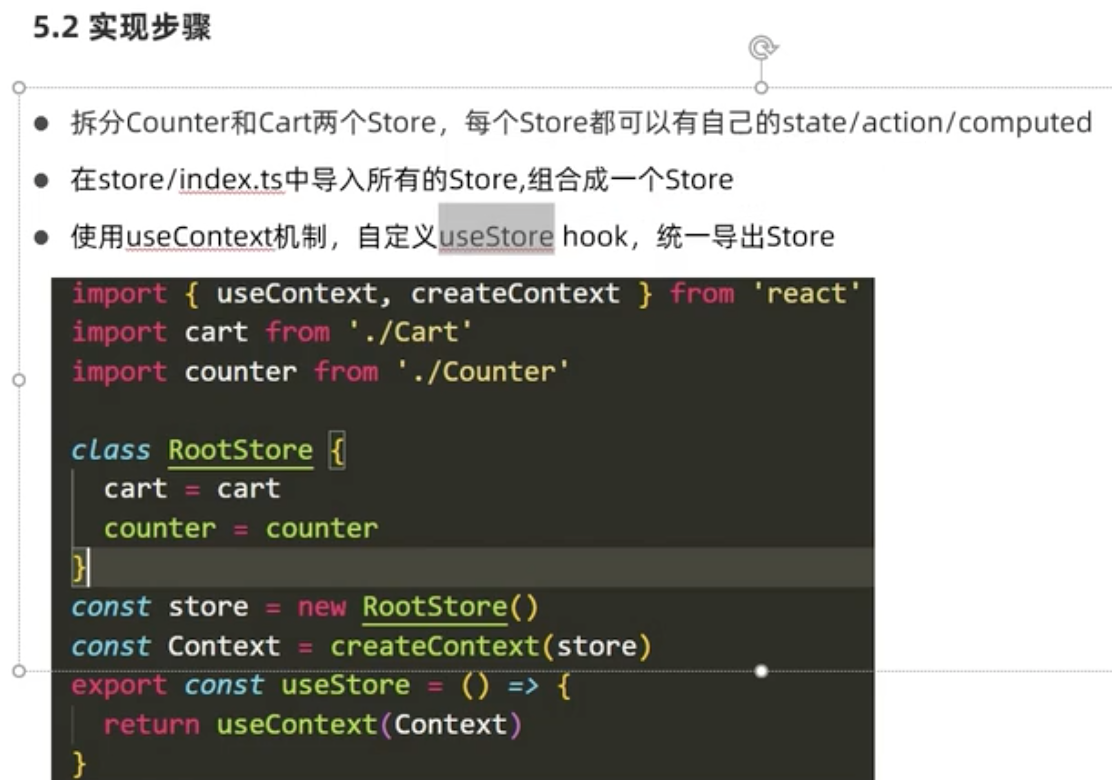 5.2 实现步骤
● 拆分Counter和Cart两个Store，每个Store都可以有自己的state/action/computed
● 在store/index.ts中导入所有的Store,组合成一个Store
● 使用useContext机制，自定义useStore hook，统一导出Store
import { useContext, createContext } from 'react'
import cart from './Cart'
import counter from './Counter'
class RootStore {
  cart = cart
  counter = counter
}
const store = new RootStore()
const Context = createContext(store)
export const useStore = () => {
  return useContext(Context)
}